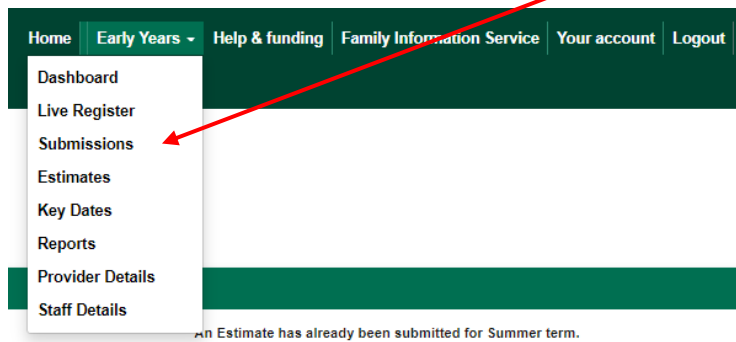 Home Early Years Help & funding Family Information Service Your account Logout
Dashboard
Live Register
Submissions
Estimates
Key Dates
Reports
Provider Details
Staff Details
An Estimate has already been submitted for Summer term.